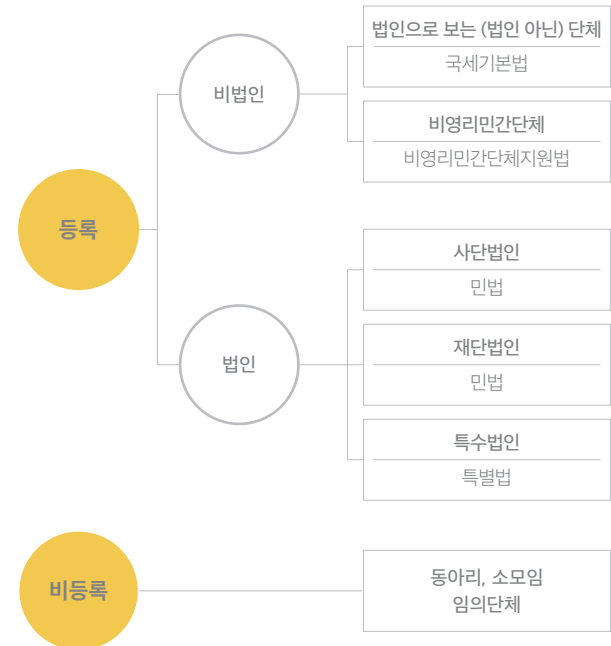 등록
비법인
법인으로 보는 (법인 아닌) 단체
국세기본법
비영리민간단체
비영리민간단체지원법
법인
사단법인
민법
재단법인
민법
특수법인
특별법
비등록
동아리, 소모임
임의단체